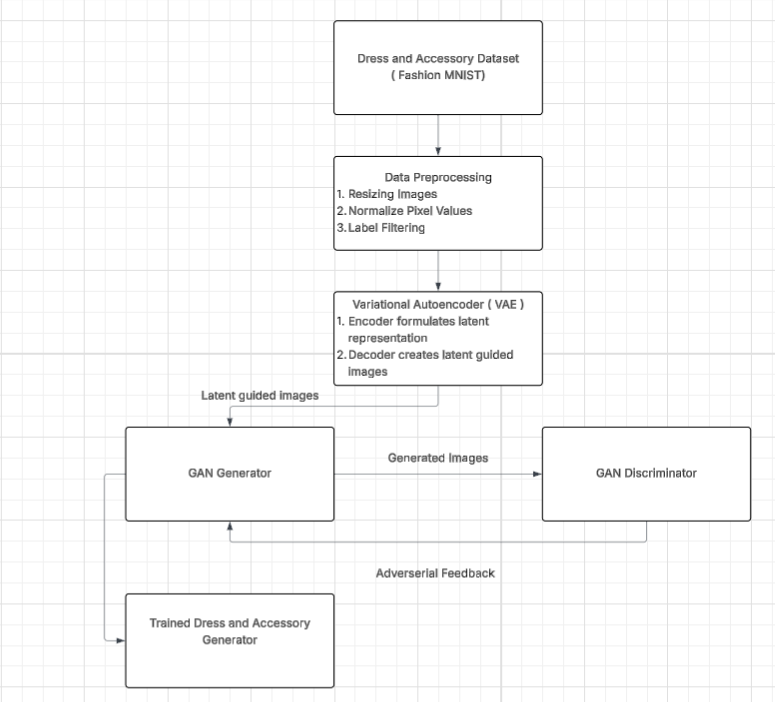 Dress and Accessory Dataset
( Fashion MNIST)
Data Preprocessing
1. Resizing Images
2. Normalize Pixel Values
3. Label Filtering
Variational Autoencoder ( VAE )
1. Encoder formulates latent
representation
2. Decoder creates latent guided
images
Latent guided images
GAN Generator
Generated Images
GAN Discriminator
Adverserial Feedback
Trained Dress and Accessory
Generator